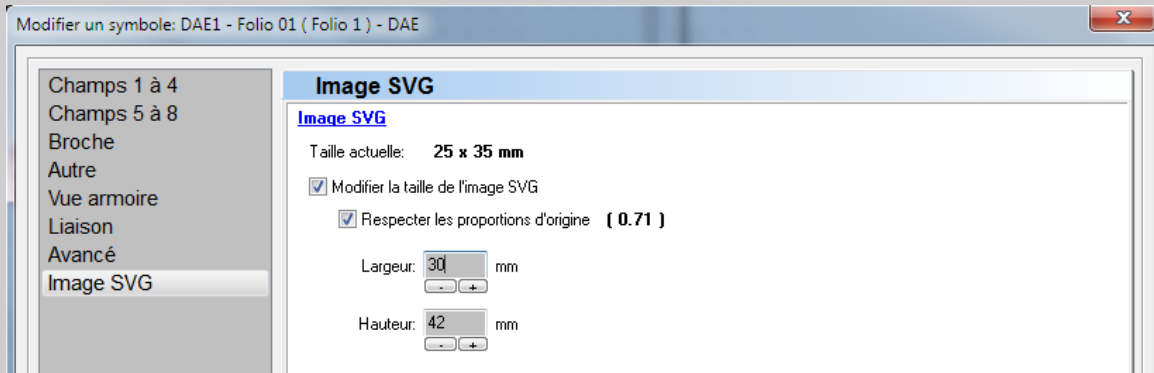 Modifier un symbole: DAE1 - Folio 01 ( Folio 1 ) - DAE
Champs 1 à 4
Champs 5 à 8
Broche
Autre
Vue armoire
Liaison
Avancé
Image SVG
Image SVG
Image SVG
Taille actuelle: 25 x 35 mm
Modifier la taille de l'image SVG
Respecter les proportions d'origine ( 0.71 )
Largeur: 30 mm
- +
Hauteur: 42 mm
- +